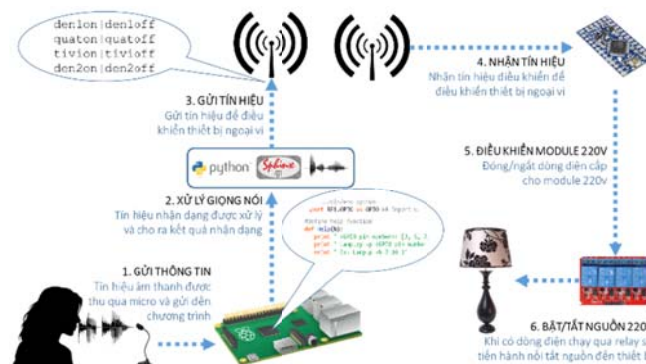 den1on|den1off
quaton|quatoff
tivion|tivioff
den2on|den2off
3. GỬI TÍN HIỆU
Gửi tín hiệu để điều
khiển thiết bị ngoại vi
4. NHẬN TÍN HIỆU
Nhận tín hiệu điều khiển để
điều khiển thiết bị ngoại vi
python
Sphinx
5. ĐIỀU KHIỂN MODULE 220V
Đóng/ngắt dòng điện cấp
cho module 220v
2. XỬ LÝ GIỌNG NÓI
Tín hiệu nhận dạng được xử lý
và cho ra kết quả nhận dạng
1. GỬI THÔNG TIN
Tín hiệu âm thanh được
thu qua micro và gửi đến
chương trình
6. BẬT/TẮT NGUỒN 220
Khi có dòng điện chạy qua relay s
tiến hành nối tắt nguồn đến thiết